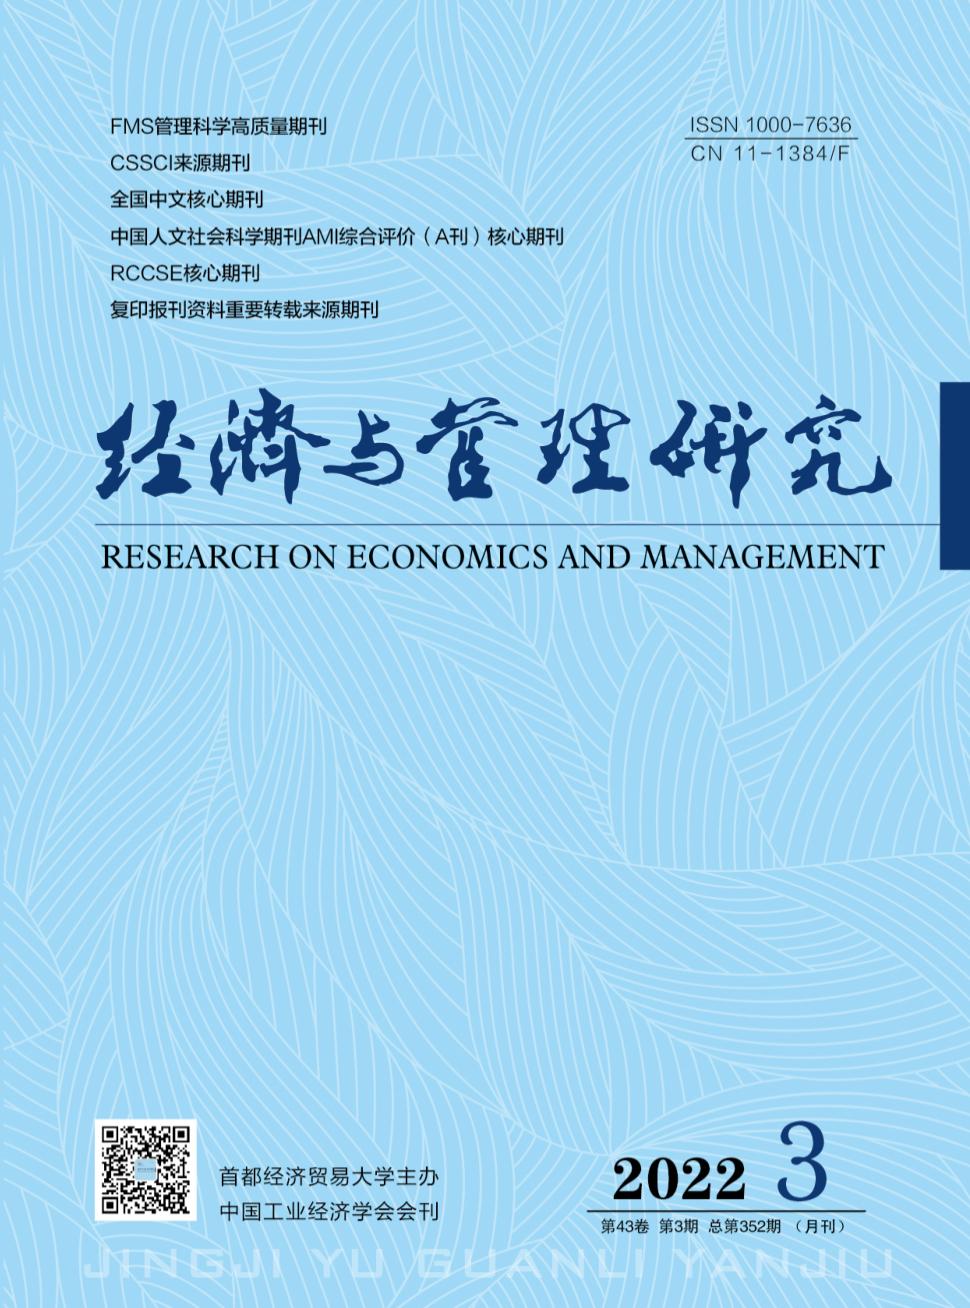 FMS管理科学高质量期刊
CSSCI来源期刊
全国中文核心期刊
中国人文社会科学期刊AMI综合评价（A刊）核心期刊
RCCSE核心期刊
复印报刊资料重要转载来源期刊
ISSN 1000-7636
CN 11-1384/F
经濟与管理研究
RESEARCH ON ECONOMICS AND MANAGEMENT
首都经济贸易大学主办
中国工业经济学会会刊
2022 3
第43卷 第3期 总第352期 （月刊）
JINGJI YU GUANLI YANJIU